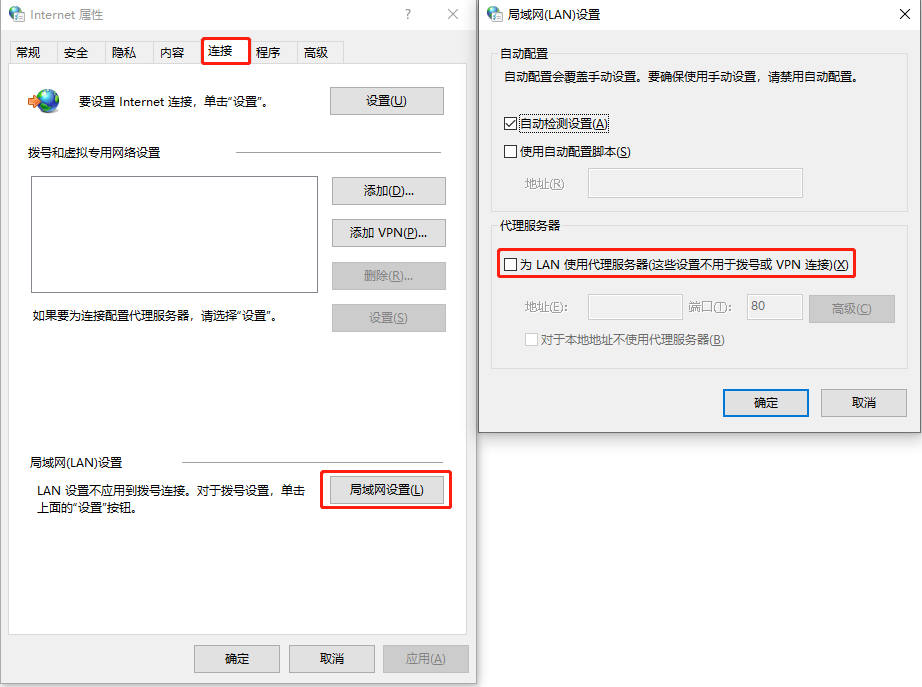 Internet 属性
?
常规
安全
隐私
内容
连接
程序
高级
要设置 Internet 连接，单击“设置”。
设置(U)
拨号和虚拟专用网络设置
添加(D)...
添加 VPN(P)...
删除(R)...
如果要为连接配置代理服务器，请选择“设置”。
设置(S)
局域网(LAN)设置
LAN 设置不应用到拨号连接。对于拨号设置，单击
上面的“设置”按钮。
局域网设置(L)
确定
取消
应用(A)
局域网(LAN)设置
自动配置
自动配置会覆盖手动设置。要确保使用手动设置，请禁用自动配置。
自动检测设置(A)
使用自动配置脚本(S)
地址(R)
代理服务器
为 LAN 使用代理服务器(这些设置不用于拨号或 VPN 连接)(X)
地址(E):
端口(T):
80
高级(C)
对于本地地址不使用代理服务器(B)
确定
取消